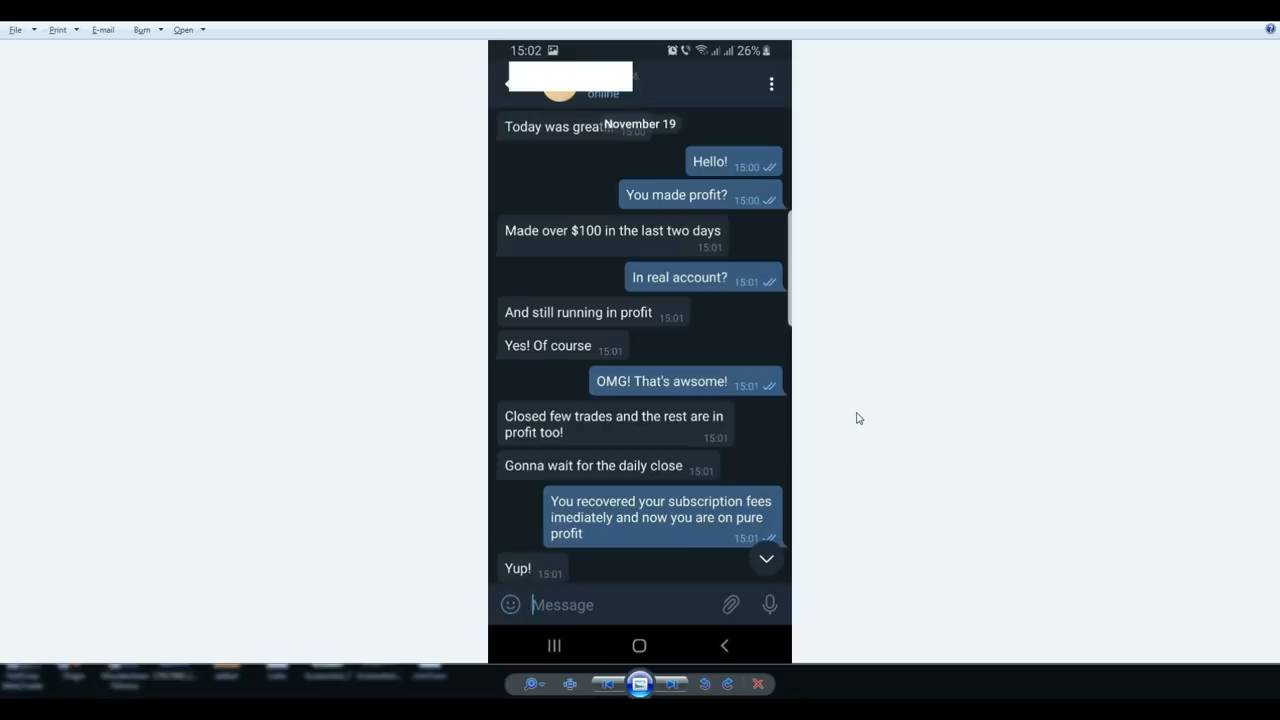 File Print E-mail Burn Open
15:02 26%
online
Today was great November 19
15:00
Hello! 15:00
You made profit? 15:00
Made over $100 in the last two days
15:01
In real account? 15:01
And still running in profit 15:01
Yes! Of course 15:01
OMG! That's awsome! 15:01
Closed few trades and the rest are in
profit too! 15:01
Gonna wait for the daily close 15:01
You recovered your subscription fees
imediately and now you are on pure
profit 15:01
Yup! 15:01
Message